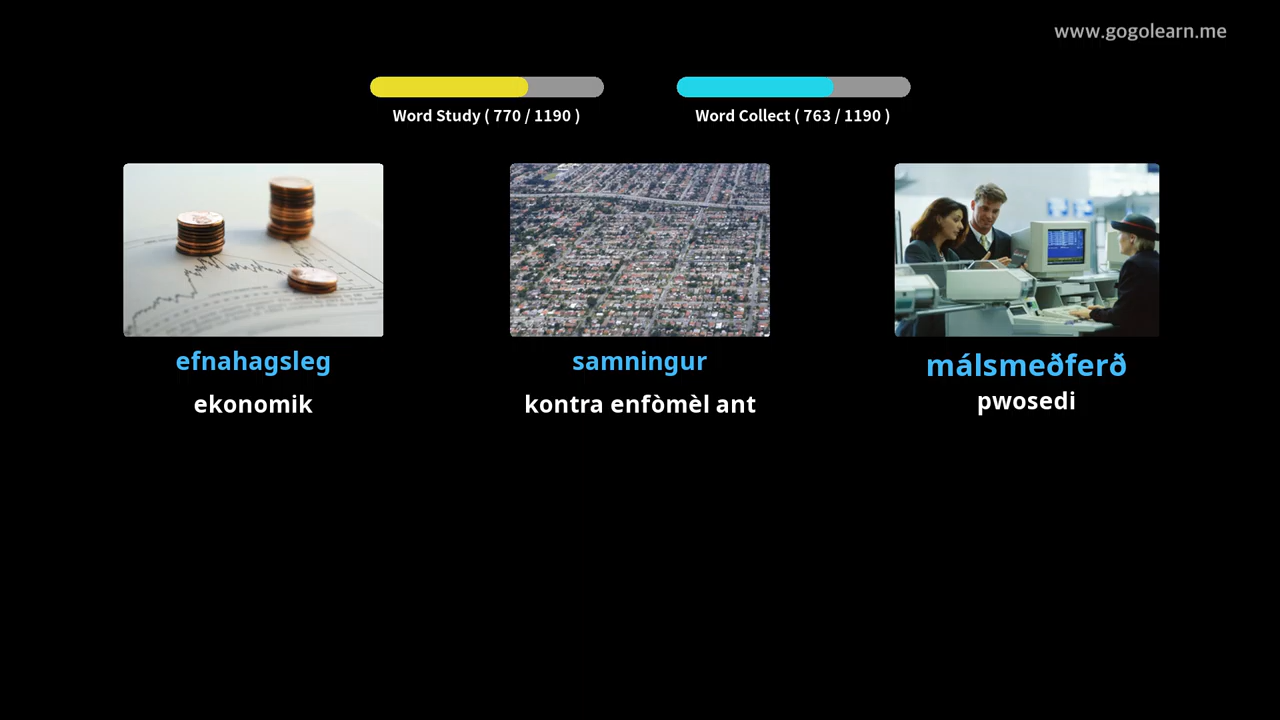 www.gogolearn.me
Word Study ( 770 / 1190 )
Word Collect ( 763 / 1190 )
efnahagsleg
samningur
málsmeðferð
ekonomik
kontra enfòmèl ant
pwosedi